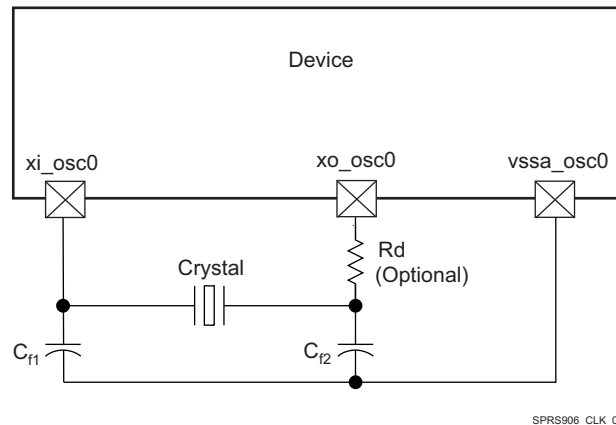 Device
xi_osc0
xo_osc0
vssa_osc0
Rd
(Optional)
Crystal
Cf1
Cf2
SPRS906_CLK_0